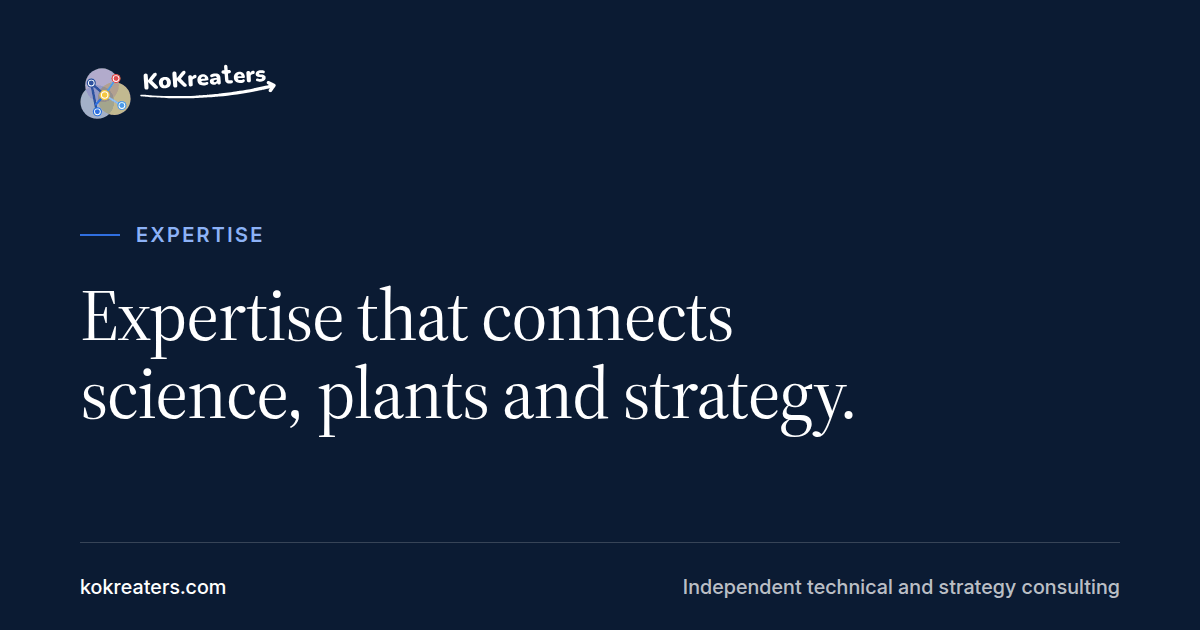 KoKreaters
EXPERTISE
Expertise that connects
science, plants and strategy.
kokreaters.com
Independent technical and strategy consulting